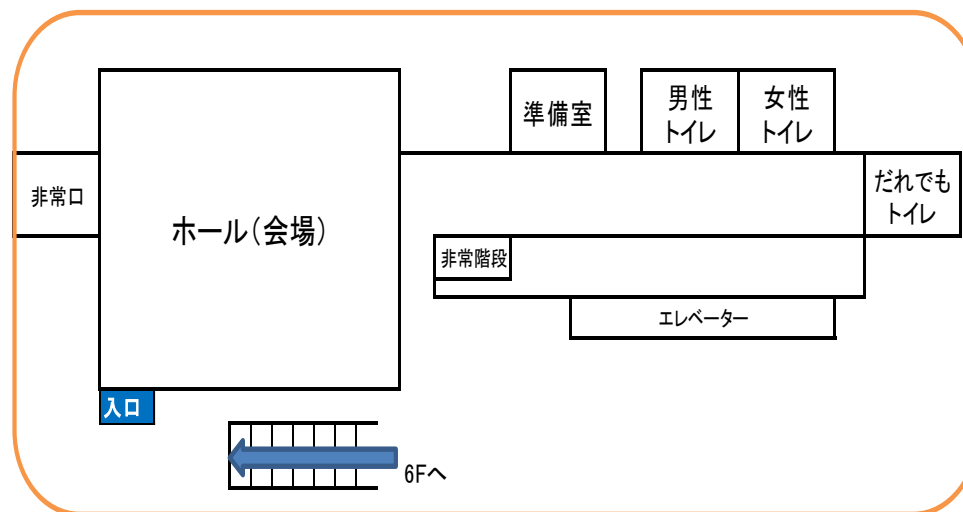 準備室
男性
トイレ
女性
トイレ
非常口
ホール(会場)
だれでも
トイレ
非常階段
エレベーター
入口
6Fへ